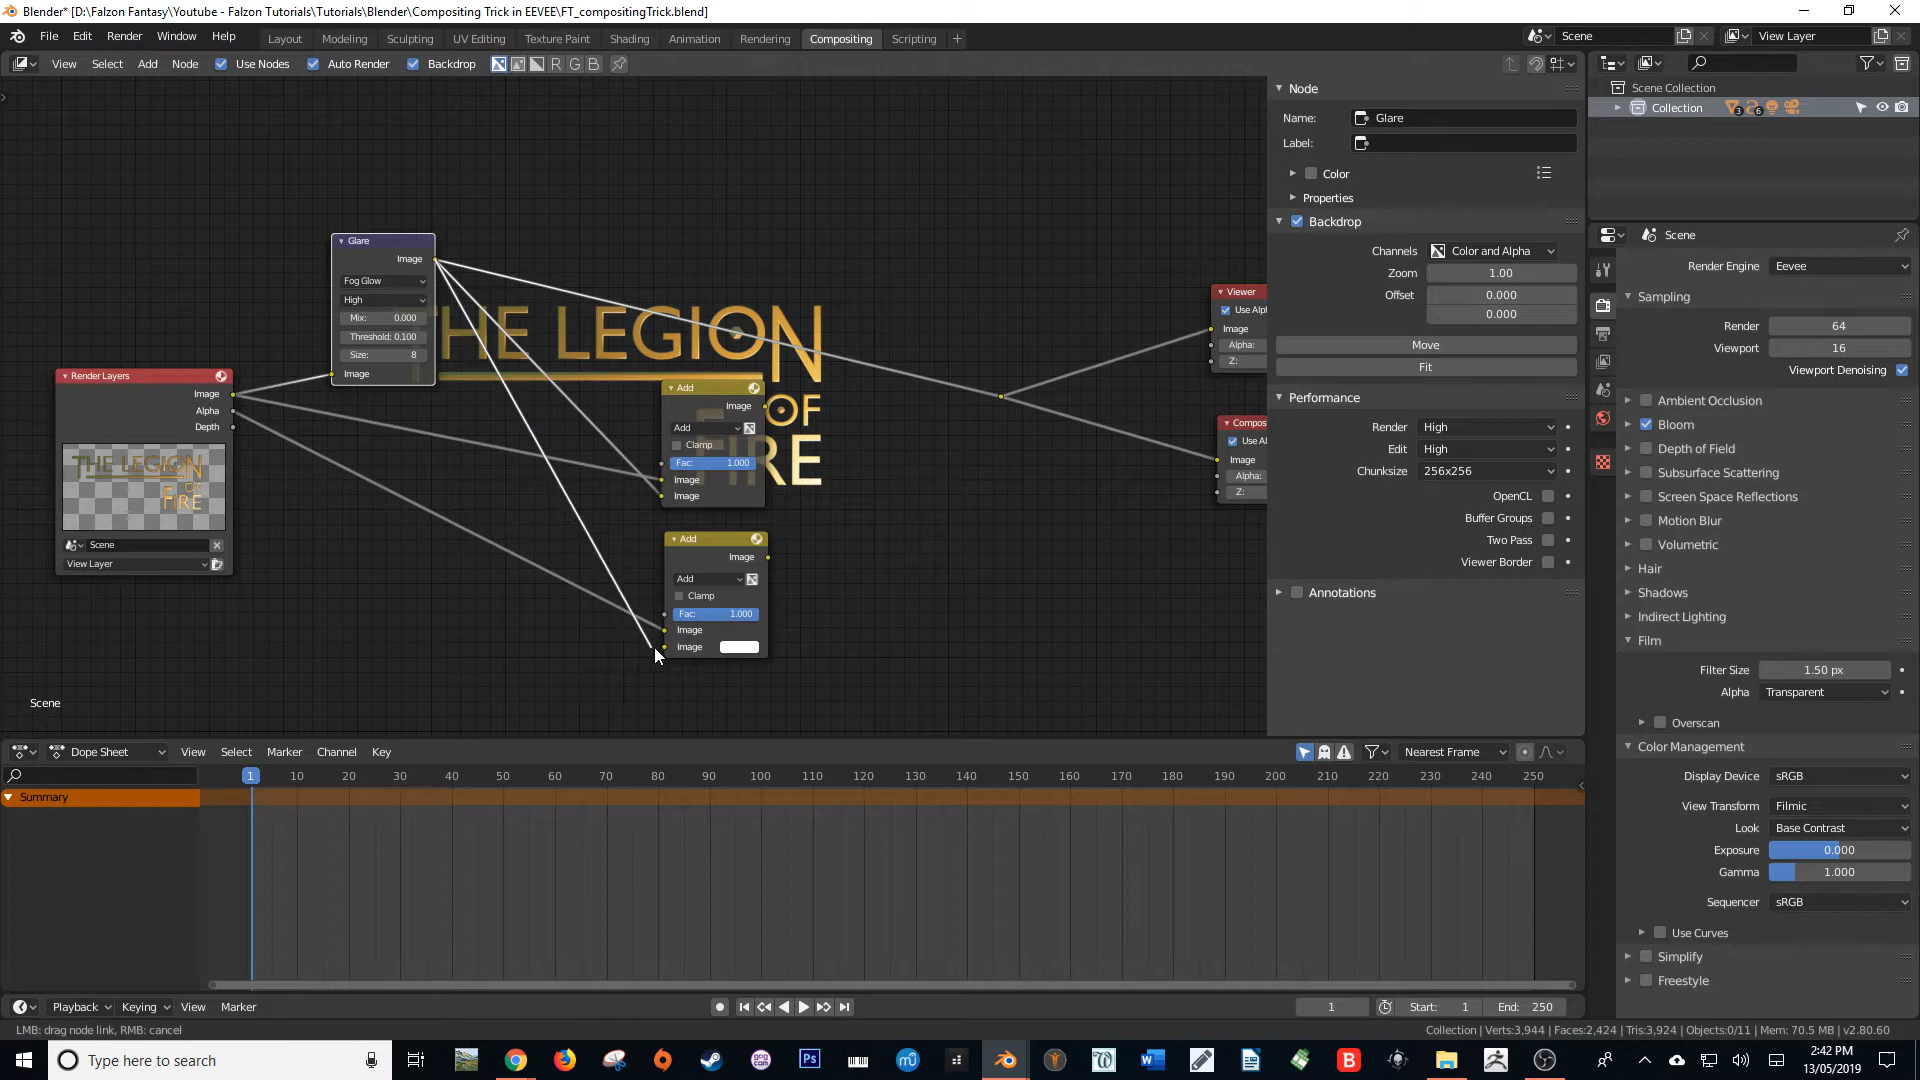 Blender* [D:\Falzon Fantasy\Youtube - Falzon Tutorials\Tutorials\Blender\Compositing Trick in EEVEE\FT_compositingTrick.blend]
File Edit Render Window Help Layout Modeling Sculpting UV Editing Texture Paint Shading Animation Rendering Compositing Scripting + Scene View Layer
View Select Add Node Use Nodes Auto Render Backdrop R G B
Scene Collection
Collection 3 6
Node
Name: Glare
Label:
Color
Properties
Backdrop
Channels Color and Alpha
Zoom 1.00
Offset 0.000
0.000
Move
Fit
Performance
Render High
Edit High
Chunksize 256x256
OpenCL
Buffer Groups
Two Pass
Viewer Border
Annotations
Glare
Image
Fog Glow
High
Mix: 0.000
Threshold: 0.100
Size: 8
Image
THE LEGION
OF
FIRE
Render Layers
Image
Alpha
Depth
THE LEGION
OF
FIRE
Scene
View Layer
Add
Image
Add
Clamp
Fac: 1.000
Image
Image
Add
Image
Add
Clamp
Fac: 1.000
Image
Image
Viewer
Use Alph
Image
Alpha:
Z:
Compos
Use Al
Image
Alpha:
Z:
Scene
Scene
Render Engine Eevee
Sampling
Render 64
Viewport 16
Viewport Denoising
Ambient Occlusion
Bloom
Depth of Field
Subsurface Scattering
Screen Space Reflections
Motion Blur
Volumetric
Hair
Shadows
Indirect Lighting
Film
Filter Size 1.50 px
Alpha Transparent
Overscan
Color Management
Display Device sRGB
View Transform Filmic
Look Base Contrast
Exposure 0.000
Gamma 1.000
Sequencer sRGB
Use Curves
Simplify
Freestyle
Dope Sheet View Select Marker Channel Key Nearest Frame
1 10 20 30 40 50 60 70 80 90 100 110 120 130 140 150 160 170 180 190 200 210 220 230 240 250
Summary
Playback Keying View Marker 1 Start: 1 End: 250
LMB: drag node link, RMB: cancel
Collection | Verts:3,944 | Faces:2,424 | Tris:3,924 | Objects:0/11 | Mem: 70.5 MB | v2.80.60
Type here to search
2:42 PM
13/05/2019